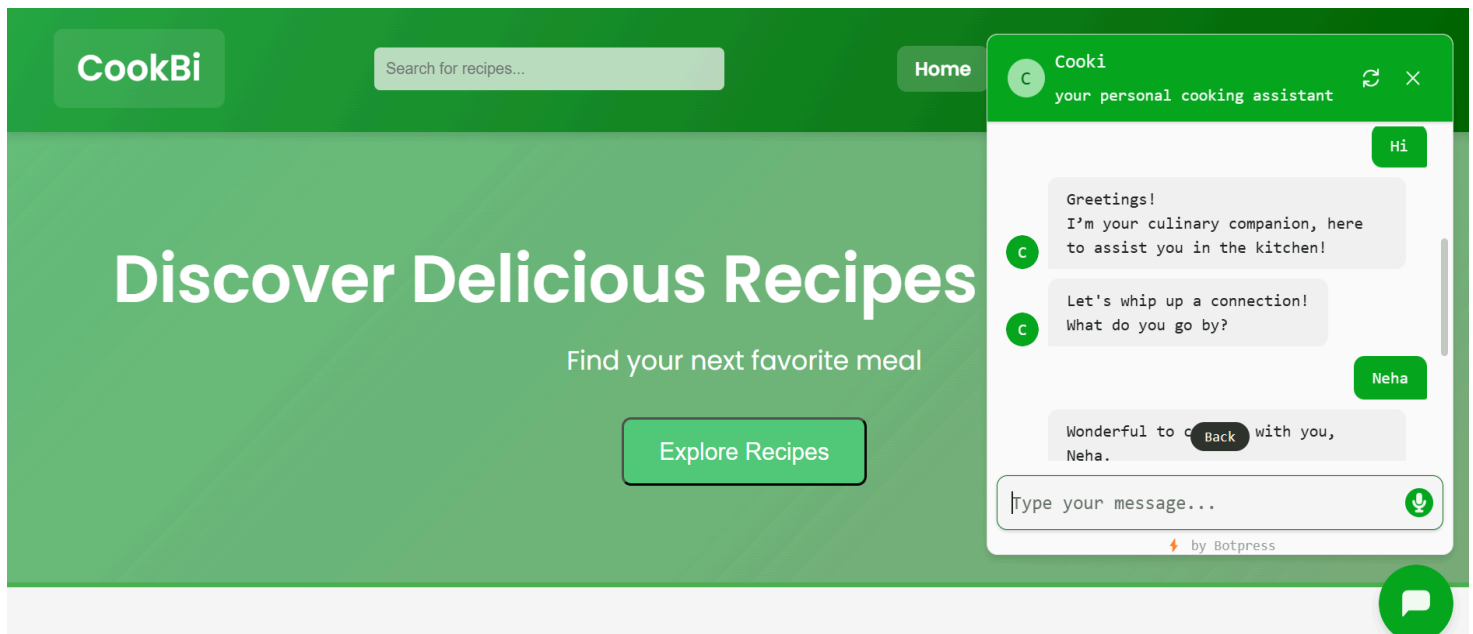 CookBi
Search for recipes...
Home
Discover Delicious Recipes
Find your next favorite meal
Explore Recipes
C
Cooki
your personal cooking assistant
Hi
Greetings!
I’m your culinary companion, here
to assist you in the kitchen!
C
Let's whip up a connection!
What do you go by?
C
Neha
Wonderful to c with you,
Neha.
Back
Type your message...
by Botpress